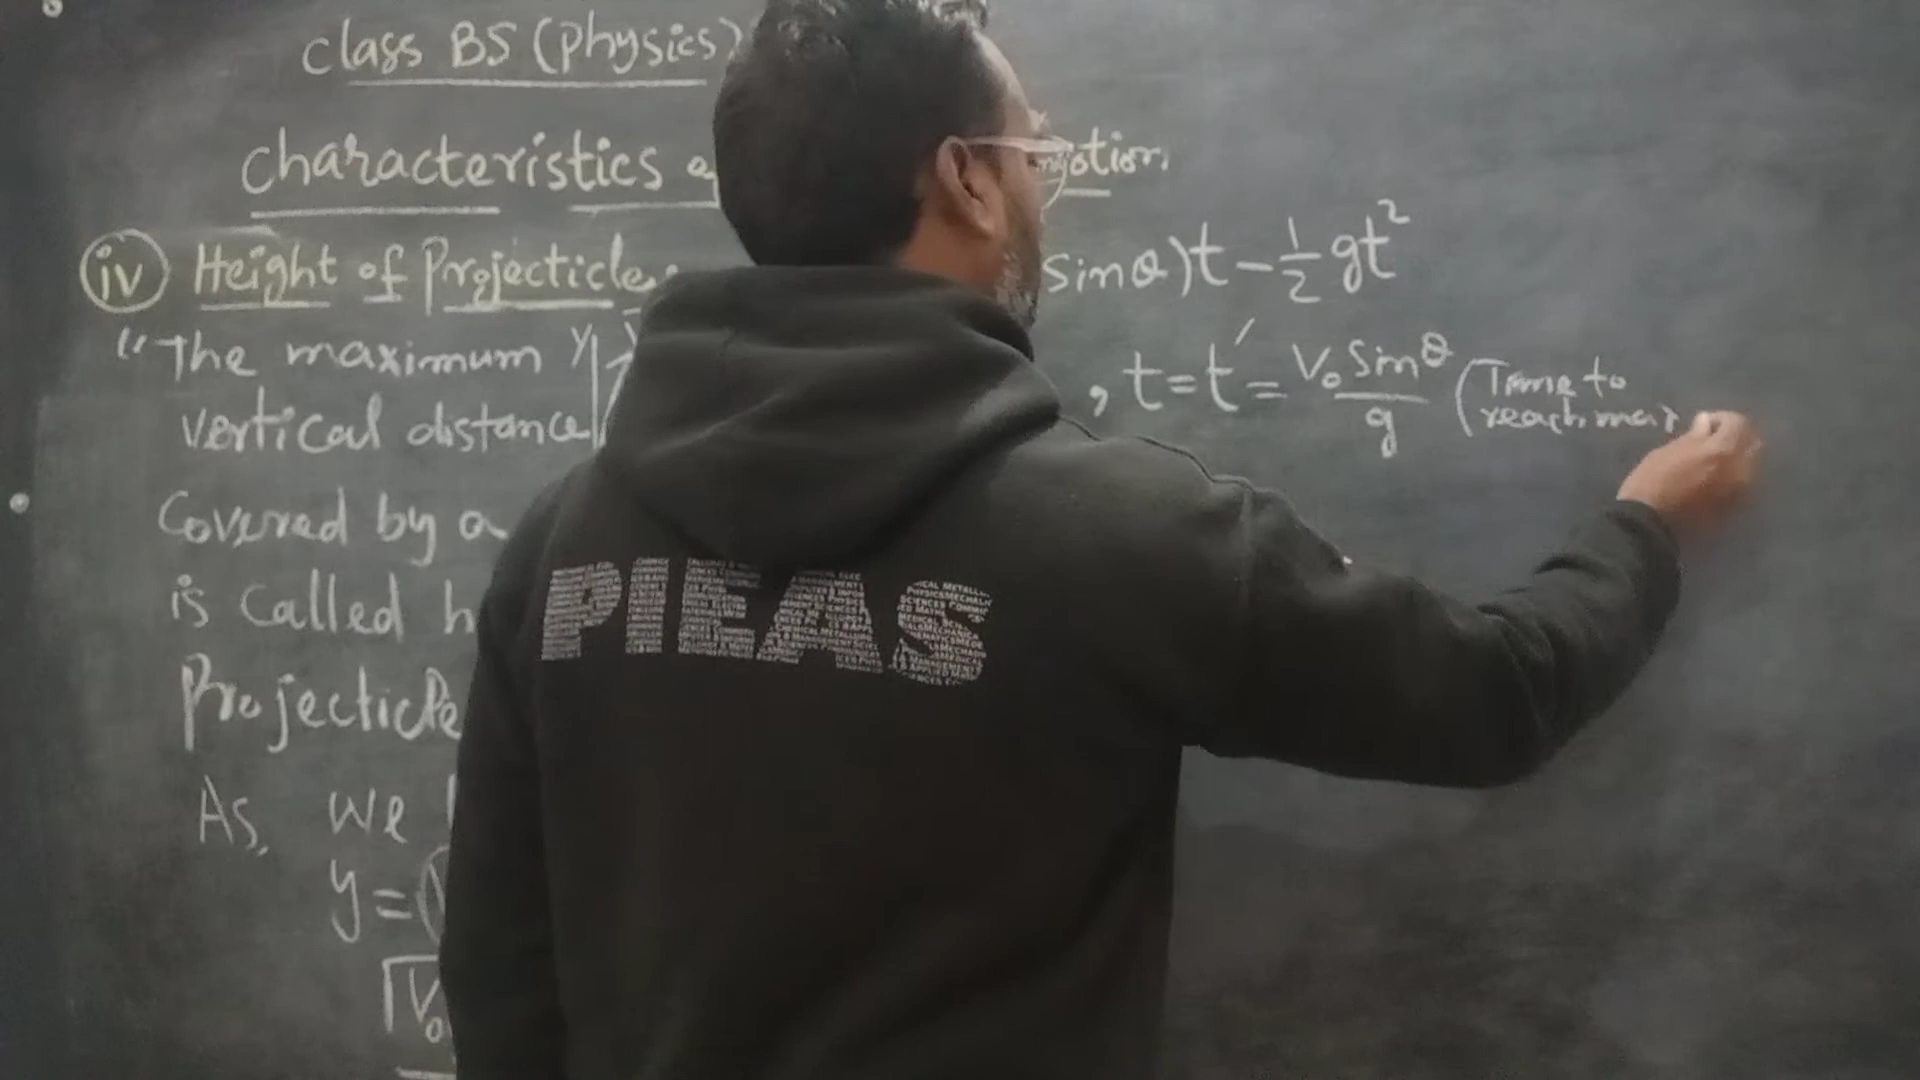 class BS (Physics)
characteristics motion.
iv Height of Projecticle:
"The maximum y
vertical distance
Covered by a
is called h
Projecticle
As, we
y = (
V₀
sinθ)t - 1/2 gt²
, t = t' = V₀ sinθ / g (Time to
reach max
PIEAS